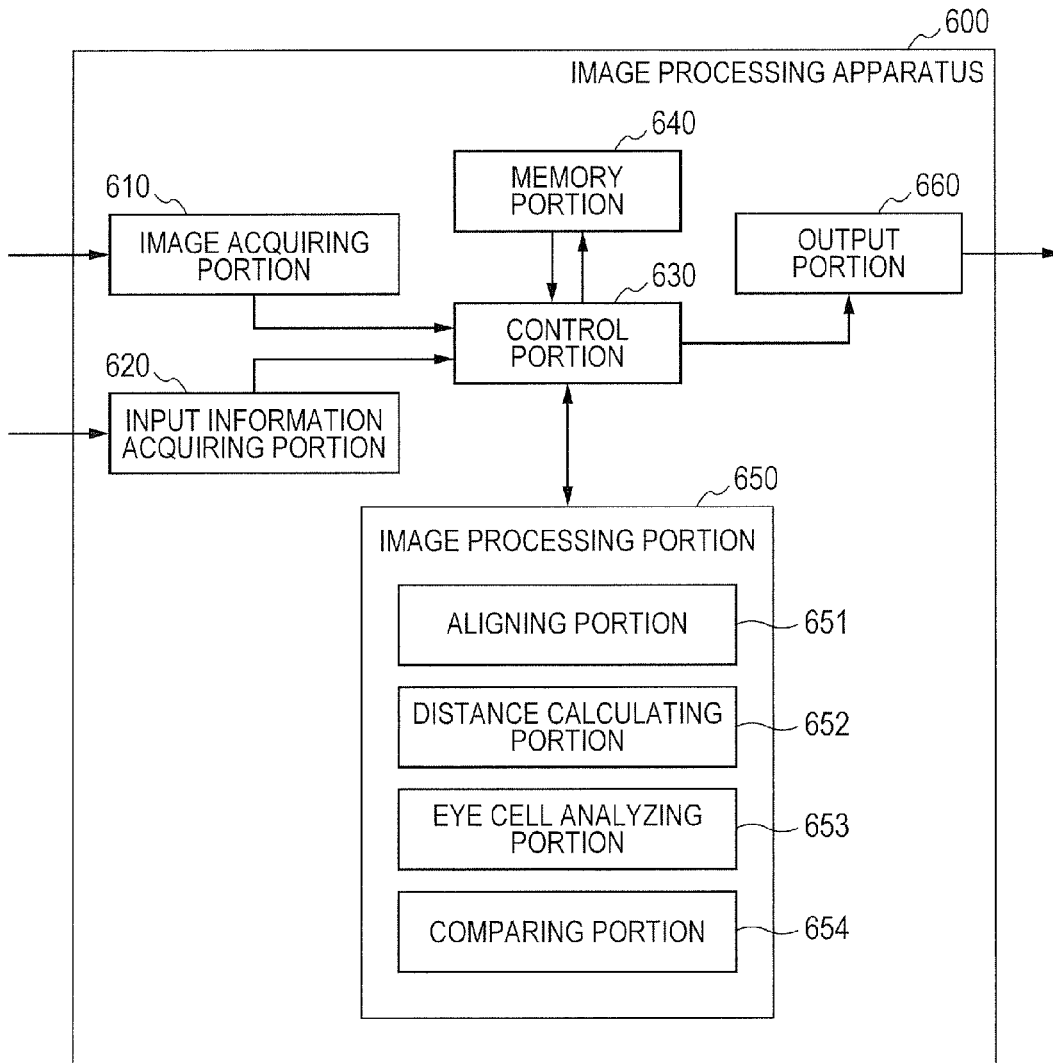 600
IMAGE PROCESSING APPARATUS
640
MEMORY
PORTION
610
IMAGE ACQUIRING
PORTION
660
OUTPUT
PORTION
630
CONTROL
PORTION
620
INPUT INFORMATION
ACQUIRING PORTION
650
IMAGE PROCESSING PORTION
ALIGNING PORTION
651
DISTANCE CALCULATING
PORTION
652
EYE CELL ANALYZING
PORTION
653
COMPARING PORTION
654